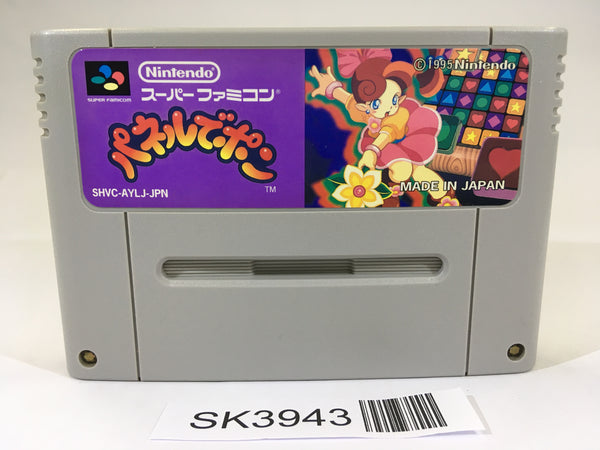 SUPER FAMICOM
Nintendo
スーパーファミコン
パネルでポン
TM
SHVC-AYLJ-JPN
©1995 Nintendo
MADE IN JAPAN
SK3943